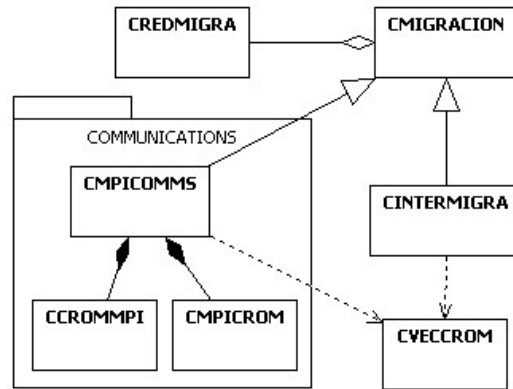 CREDMIGRA
CMIGRACION
COMMUNICATIONS
CMPICOMMS
CINTERMIGRA
CCROMMPI
CMPICROM
CVECCROM